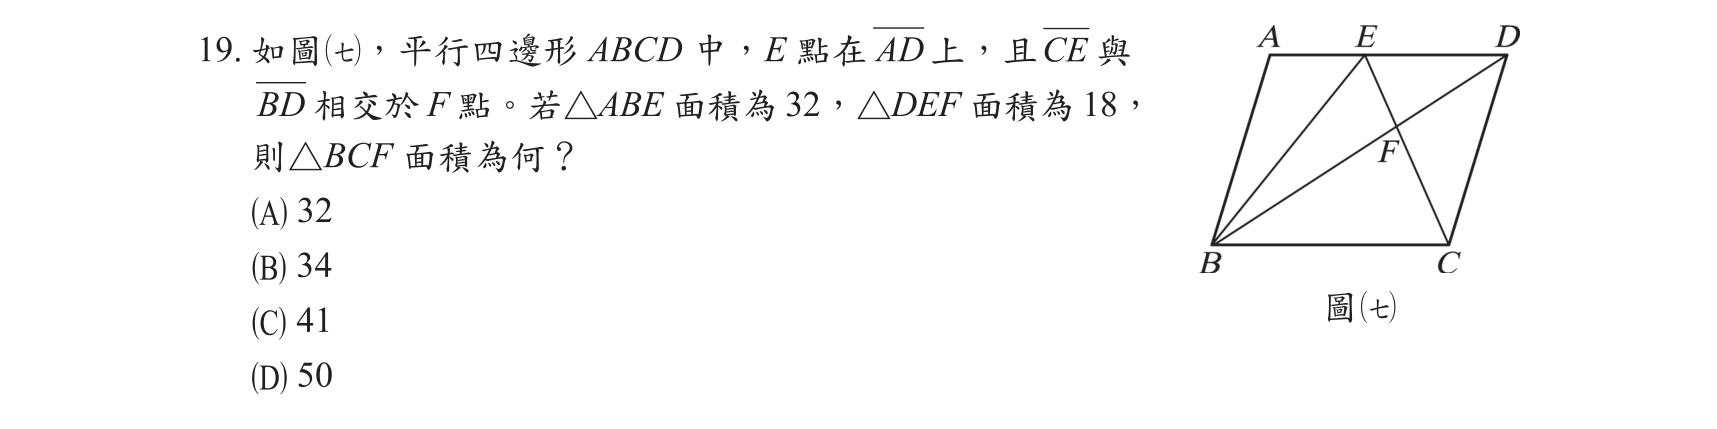 19. 如圖(七)，平行四邊形 ABCD 中，E 點在 AD 上，且 CE 與
BD 相交於 F 點。若△ABE 面積為 32，△DEF 面積為 18，
則△BCF 面積為何？
(A) 32
(B) 34
(C) 41
(D) 50
A E D
F
B C
圖(七)